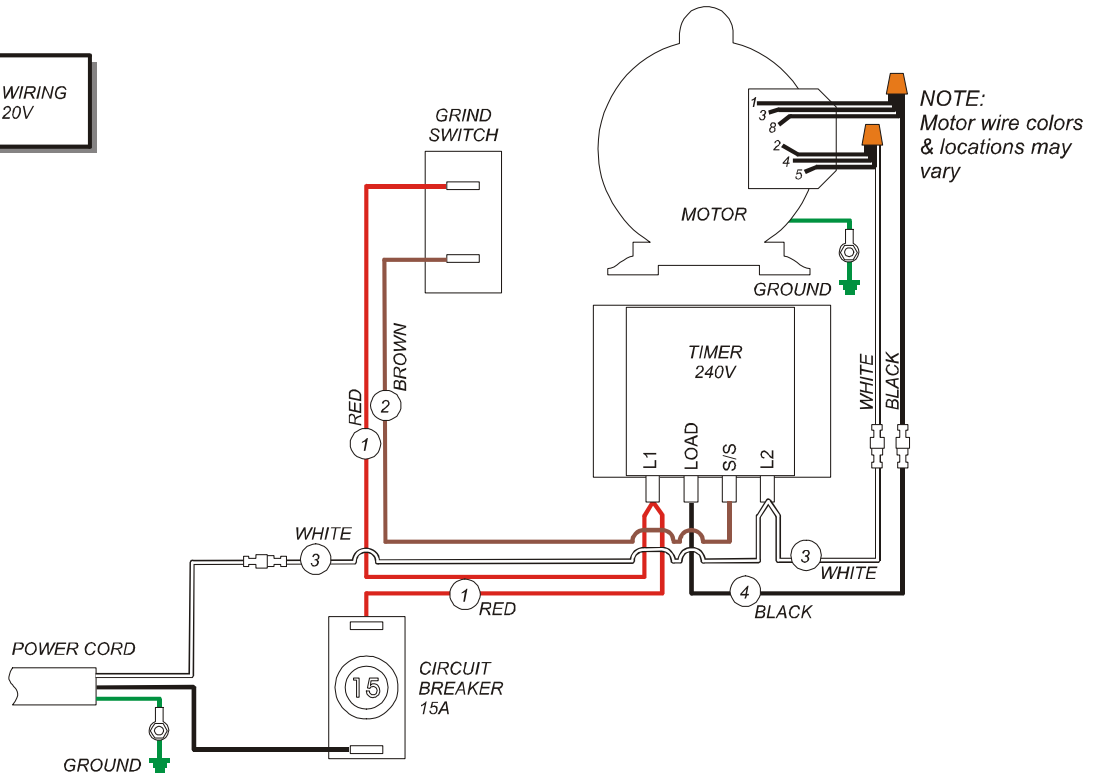 WIRING
20V
GRIND
SWITCH
1
3
8
2
4
5
NOTE:
Motor wire colors
& locations may
vary
MOTOR
GROUND
TIMER
240V
BROWN
RED
2
1
WHITE
BLACK
L1
LOAD
S/S
L2
WHITE
3
3
WHITE
1
RED
4
BLACK
POWER CORD
15
CIRCUIT
BREAKER
15A
GROUND